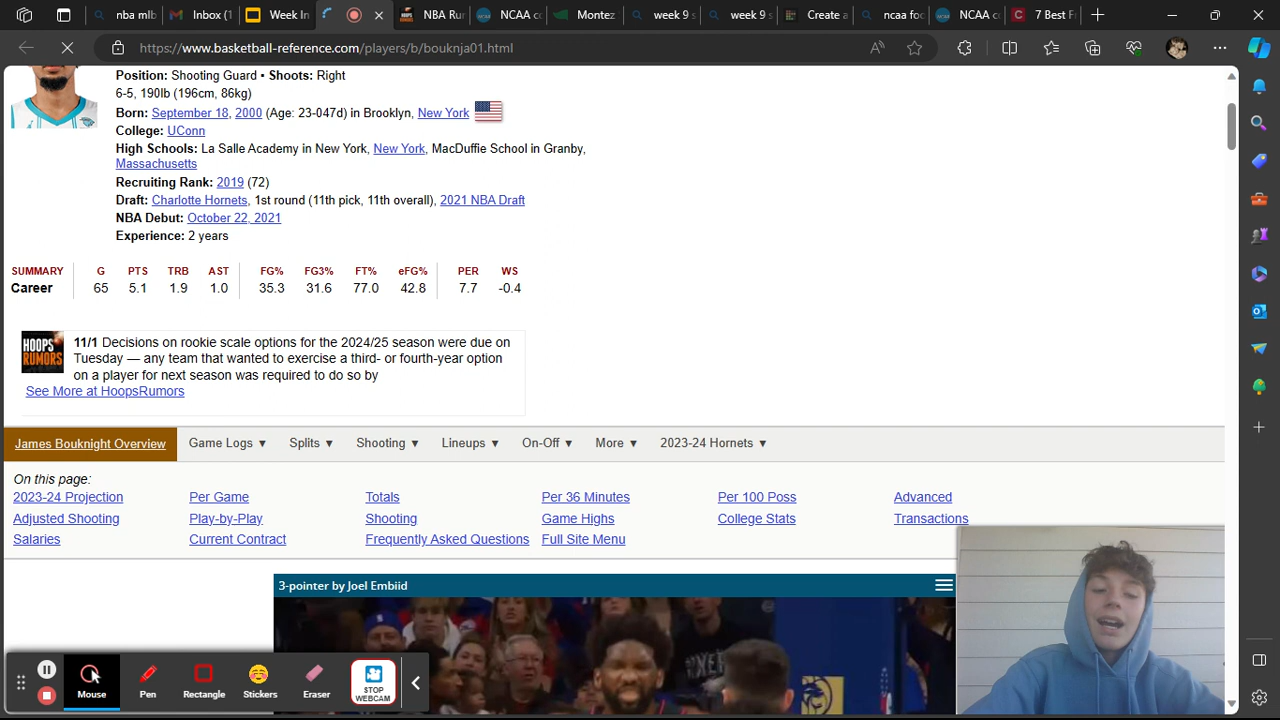 nba mlb
Inbox (1
Week In
NBA Rur
NCAA co
Montez
week 9 s
week 9 s
Create a
ncaa foc
NCAA co
7 Best F
https://www.basketball-reference.com/players/b/bouknja01.html
Position: Shooting Guard • Shoots: Right
6-5, 190lb (196cm, 86kg)
Born: September 18, 2000 (Age: 23-047d) in Brooklyn, New York
College: UConn
High Schools: La Salle Academy in New York, New York, MacDuffie School in Granby,
Massachusetts
Recruiting Rank: 2019 (72)
Draft: Charlotte Hornets, 1st round (11th pick, 11th overall), 2021 NBA Draft
NBA Debut: October 22, 2021
Experience: 2 years
SUMMARY G PTS TRB AST FG% FG3% FT% eFG% PER WS
Career 65 5.1 1.9 1.0 35.3 31.6 77.0 42.8 7.7 -0.4
HOOPS
RUMORS
11/1 Decisions on rookie scale options for the 2024/25 season were due on
Tuesday — any team that wanted to exercise a third- or fourth-year option
on a player for next season was required to do so by
See More at HoopsRumors
James Bouknight Overview Game Logs ▼ Splits ▼ Shooting ▼ Lineups ▼ On-Off ▼ More ▼ 2023-24 Hornets ▼
On this page:
2023-24 Projection Per Game Totals Per 36 Minutes Per 100 Poss Advanced
Adjusted Shooting Play-by-Play Shooting Game Highs College Stats Transactions
Salaries Current Contract Frequently Asked Questions Full Site Menu
3-pointer by Joel Embiid
Mouse Pen Rectangle Stickers Eraser STOP
WEBCAM